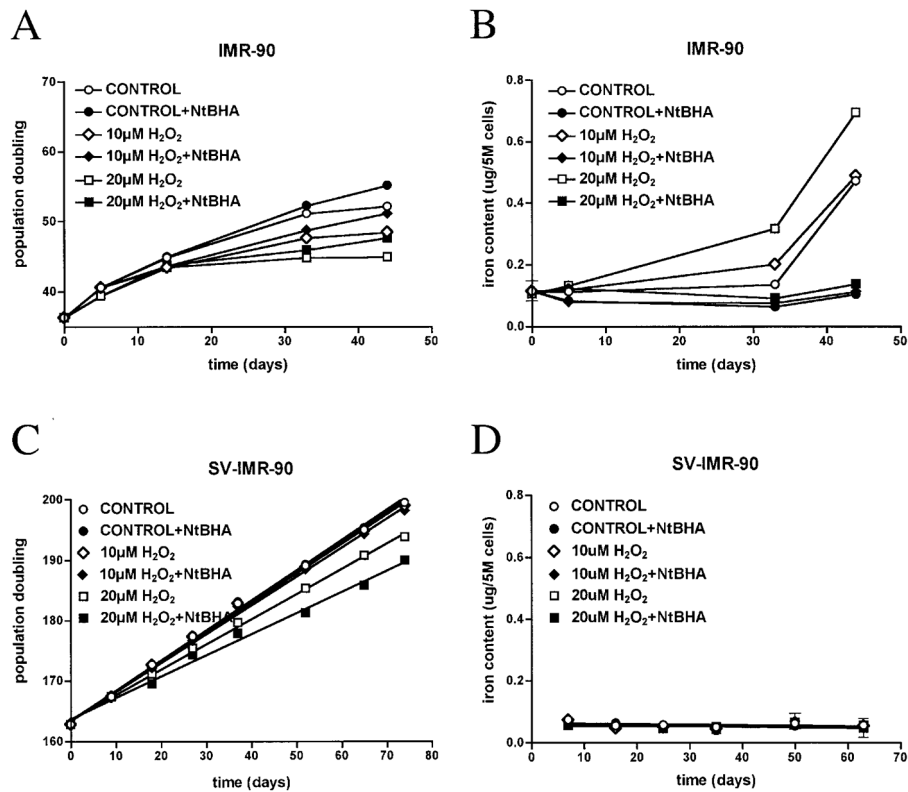 A
IMR-90
population doubling
70
60
50
40
CONTROL
CONTROL+NtBHA
10µM H₂O₂
10µM H₂O₂+NtBHA
20µM H₂O₂
20µM H₂O₂+NtBHA
0 10 20 30 40 50
time (days)
B
IMR-90
iron content (ug/5M cells)
0.8
0.6
0.4
0.2
0.0
CONTROL
CONTROL+NtBHA
10µM H₂O₂
10µM H₂O₂+NtBHA
20µM H₂O₂
20µM H₂O₂+NtBHA
0 10 20 30 40 50
time (days)
C
SV-IMR-90
population doubling
200
190
180
170
160
CONTROL
CONTROL+NtBHA
10µM H₂O₂
10µM H₂O₂+NtBHA
20µM H₂O₂
20µM H₂O₂+NtBHA
0 10 20 30 40 50 60 70 80
time (days)
D
SV-IMR-90
iron content (ug/5M cells)
0.8
0.6
0.4
0.2
0.0
CONTROL
CONTROL+NtBHA
10uM H₂O₂
10uM H₂O₂+NtBHA
20uM H₂O₂
20uM H₂O₂+NtBHA
0 10 20 30 40 50 60 70
time (days)